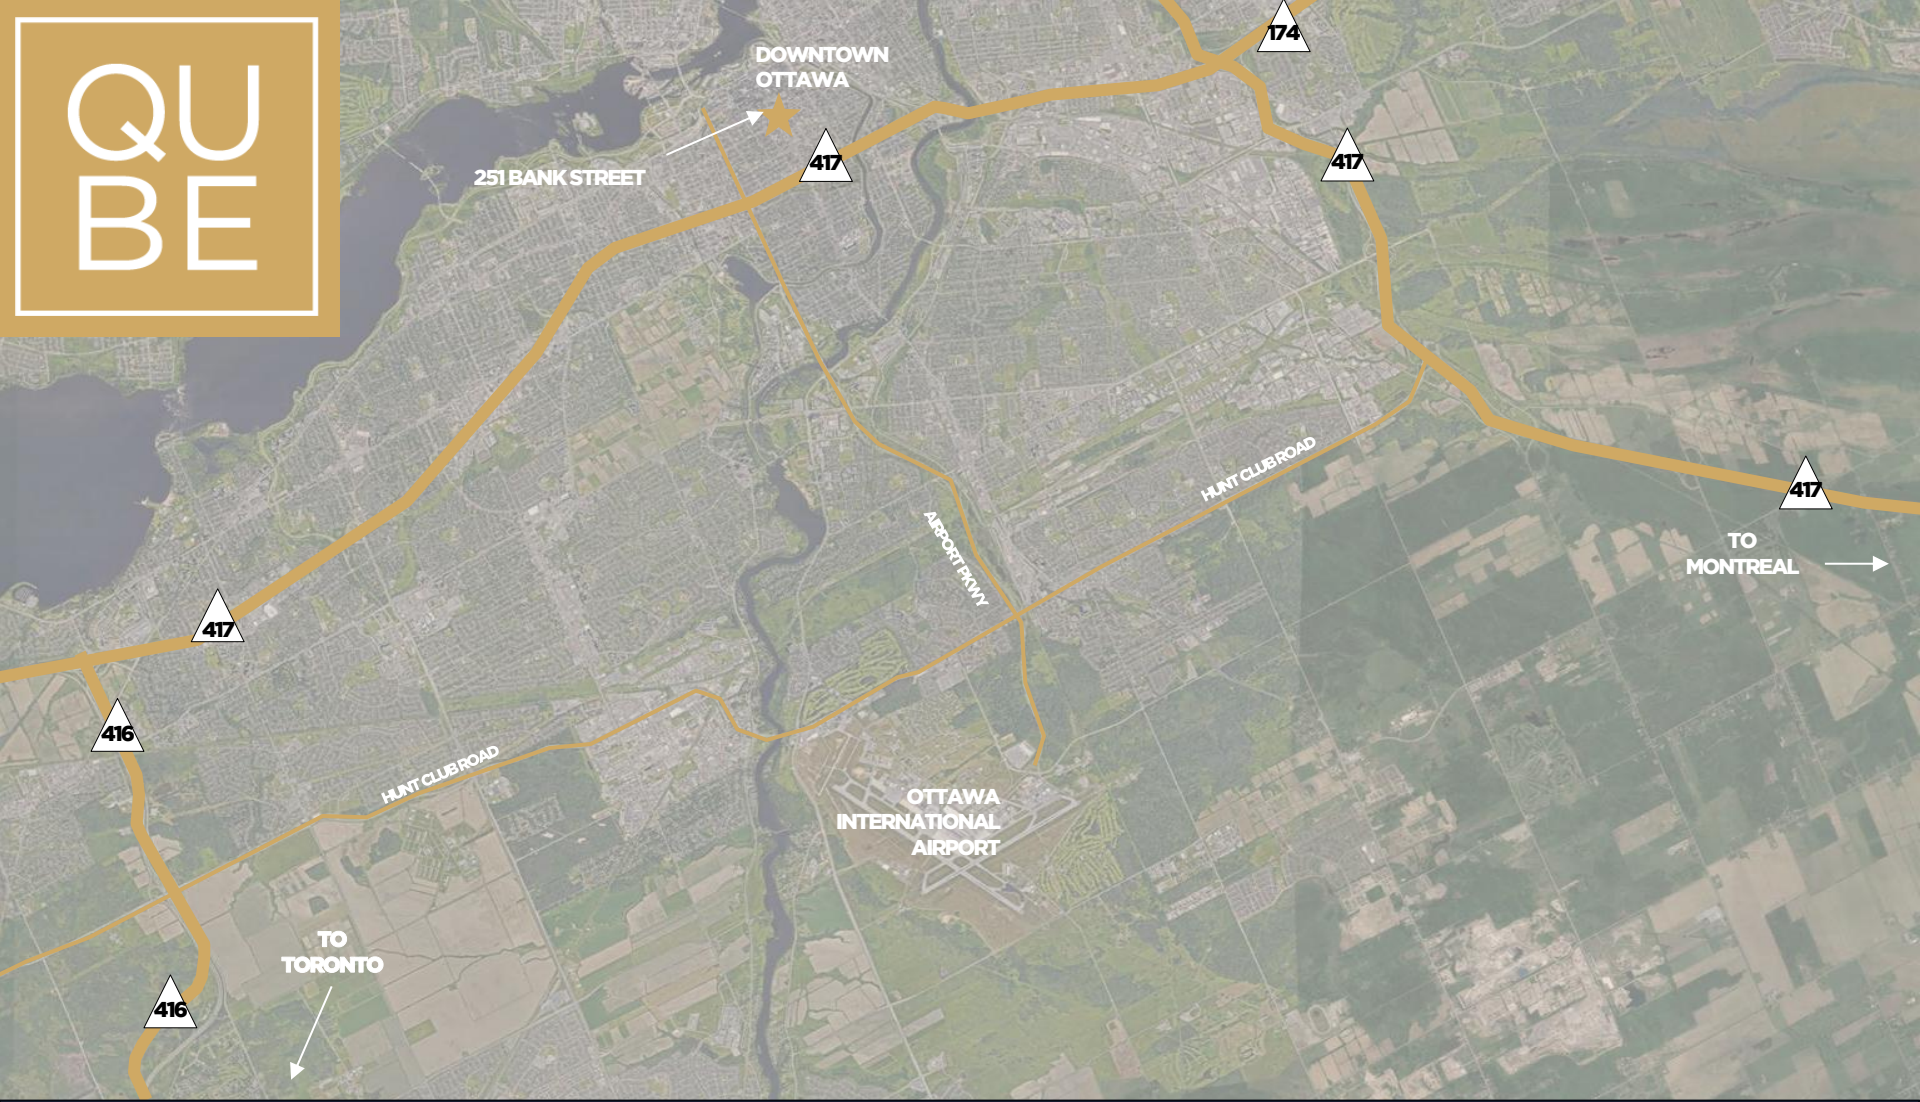 QU
BE
174
DOWNTOWN
OTTAWA
417
417
251 BANK STREET
HUNT CLUB ROAD
417
AIRPORT PKWY
TO
MONTREAL
417
416
HUNT CLUB ROAD
OTTAWA
INTERNATIONAL
AIRPORT
TO
TORONTO
416